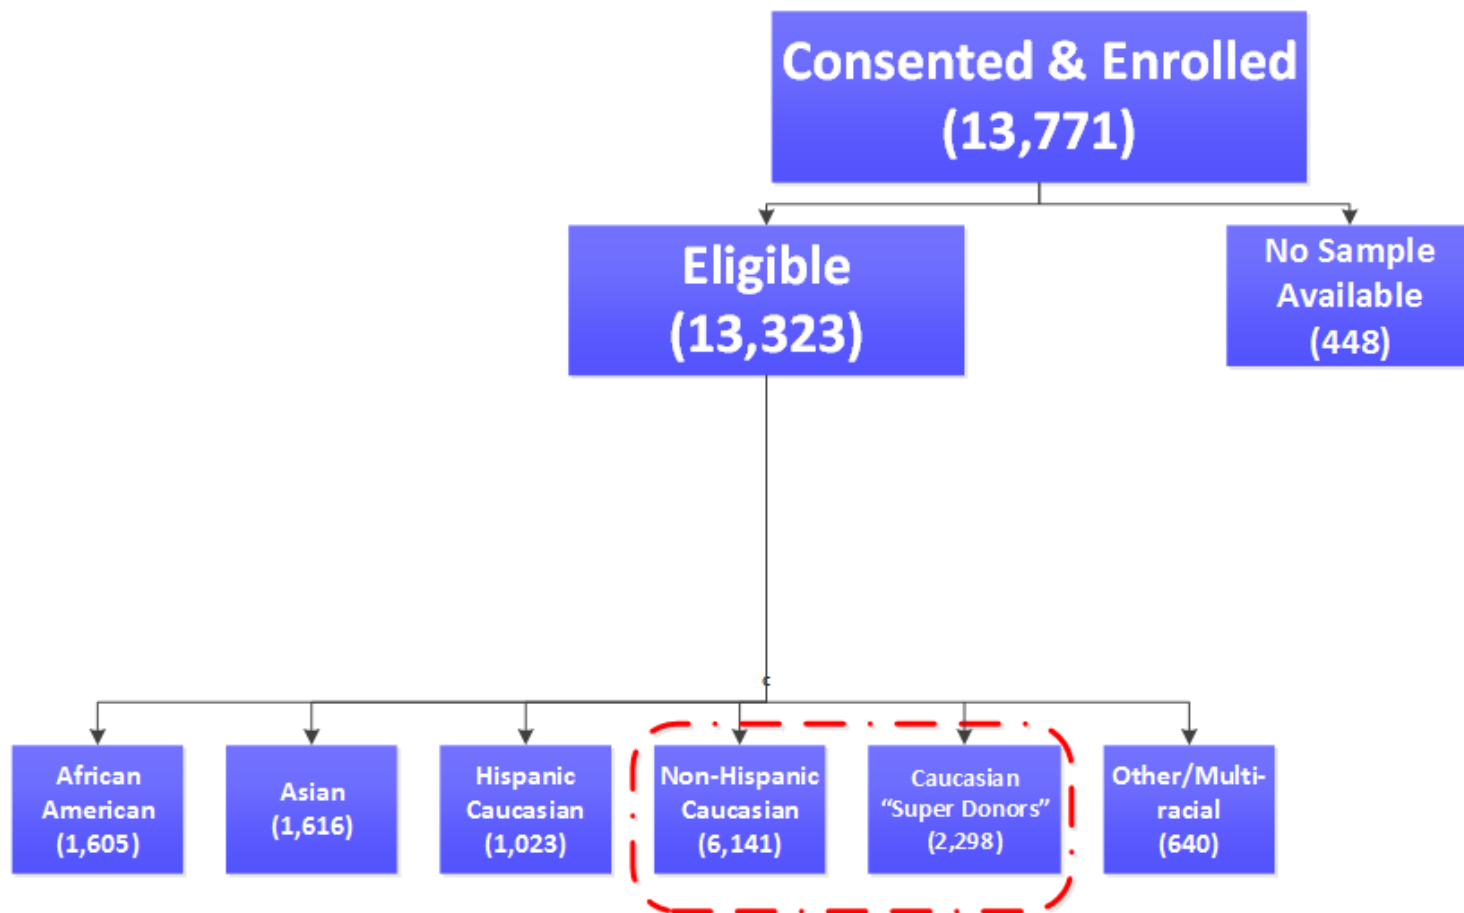 Consented & Enrolled
(13,771)
Eligible
(13,323)
No Sample
Available
(448)
c
African
American
(1,605)
Asian
(1,616)
Hispanic
Caucasian
(1,023)
Non-Hispanic
Caucasian
(6,141)
Caucasian
“Super Donors”
(2,298)
Other/Multi-
racial
(640)